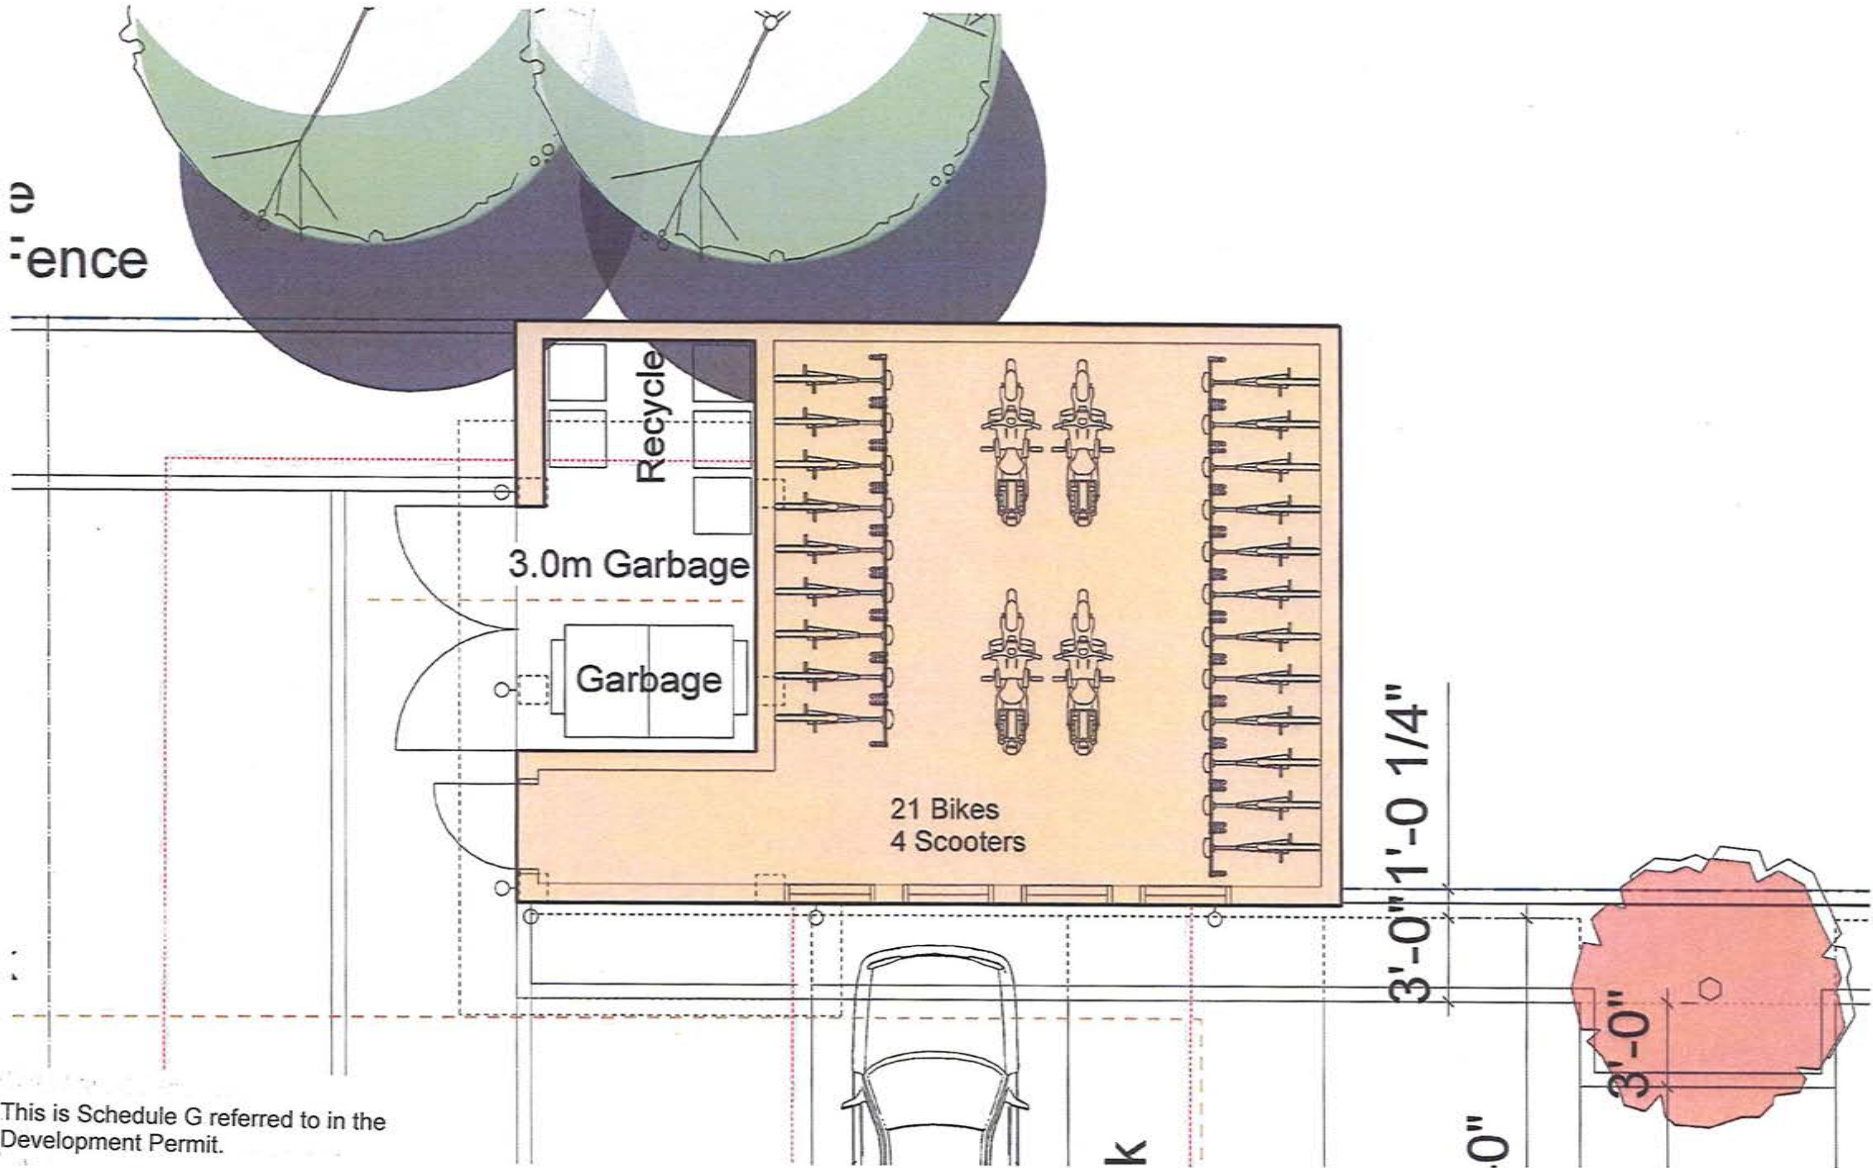 e
Fence
Recycle
3.0m Garbage
Garbage
21 Bikes
4 Scooters
1'-0 1/4"
3'-0"
3'-0"
-0"
k
This is Schedule G referred to in the
Development Permit.